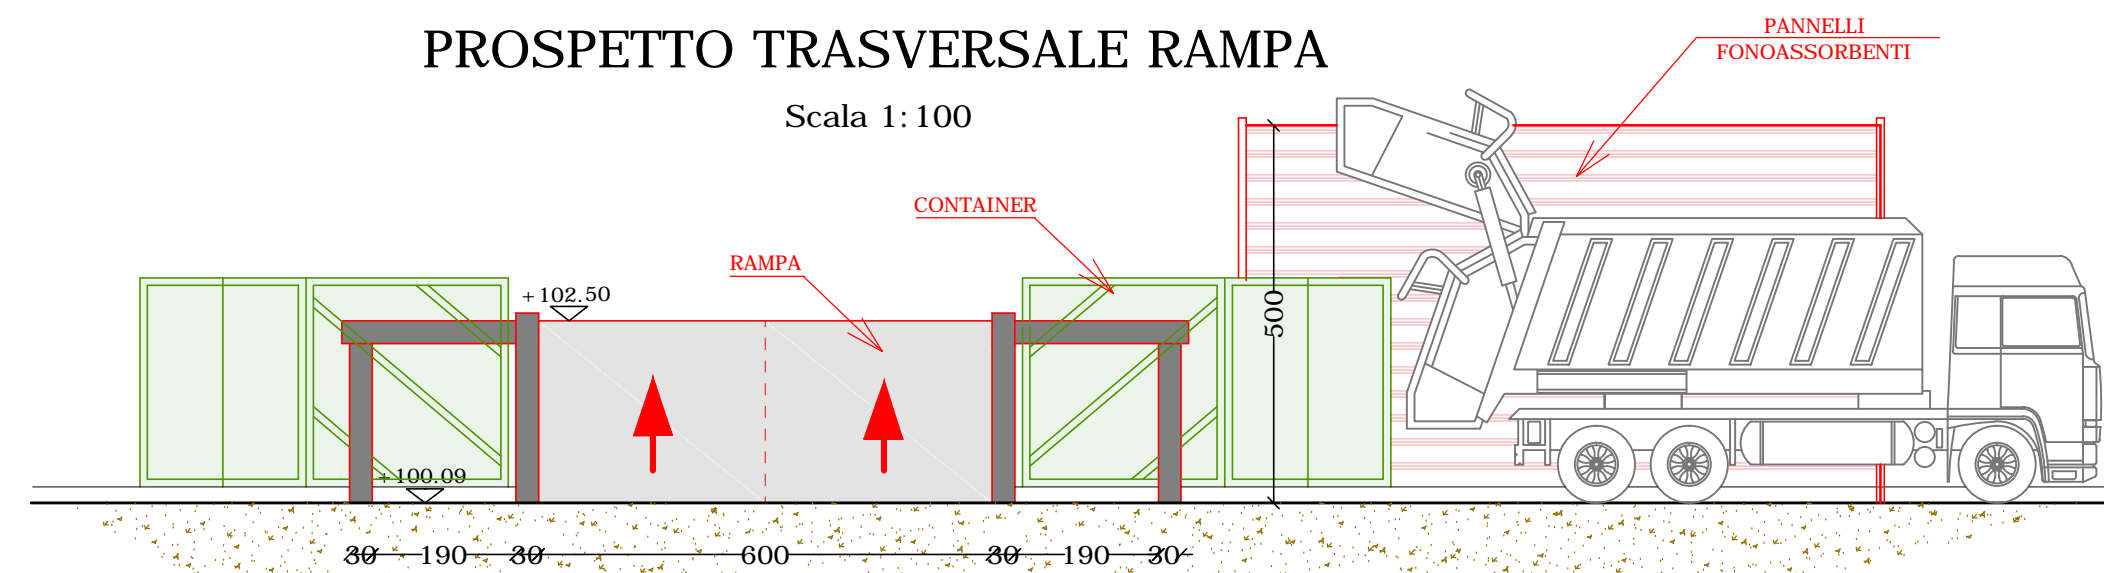 PROSPETTO TRASVERSALE RAMPA
Scala 1:100
PANNELLI
FONOASSORBENTI
CONTAINER
RAMPA
+102.50
500
+100.09
30 190 30 600 30 190 30